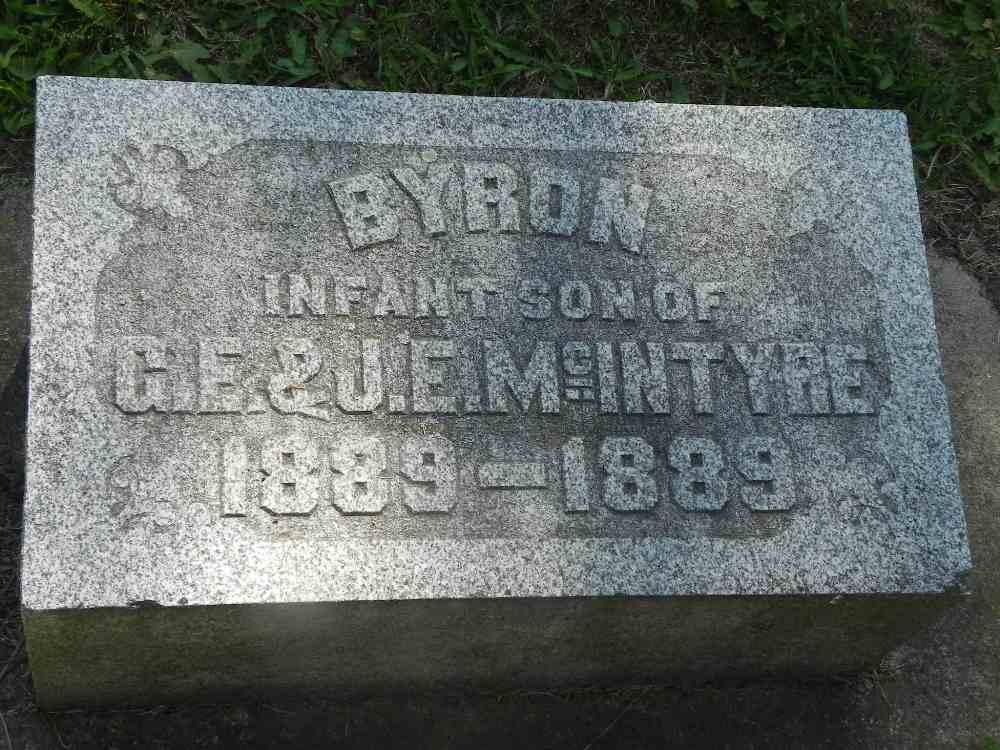 BYRON
INFANT SON OF
G.E. & J.E. McINTYRE
1889 — 1889